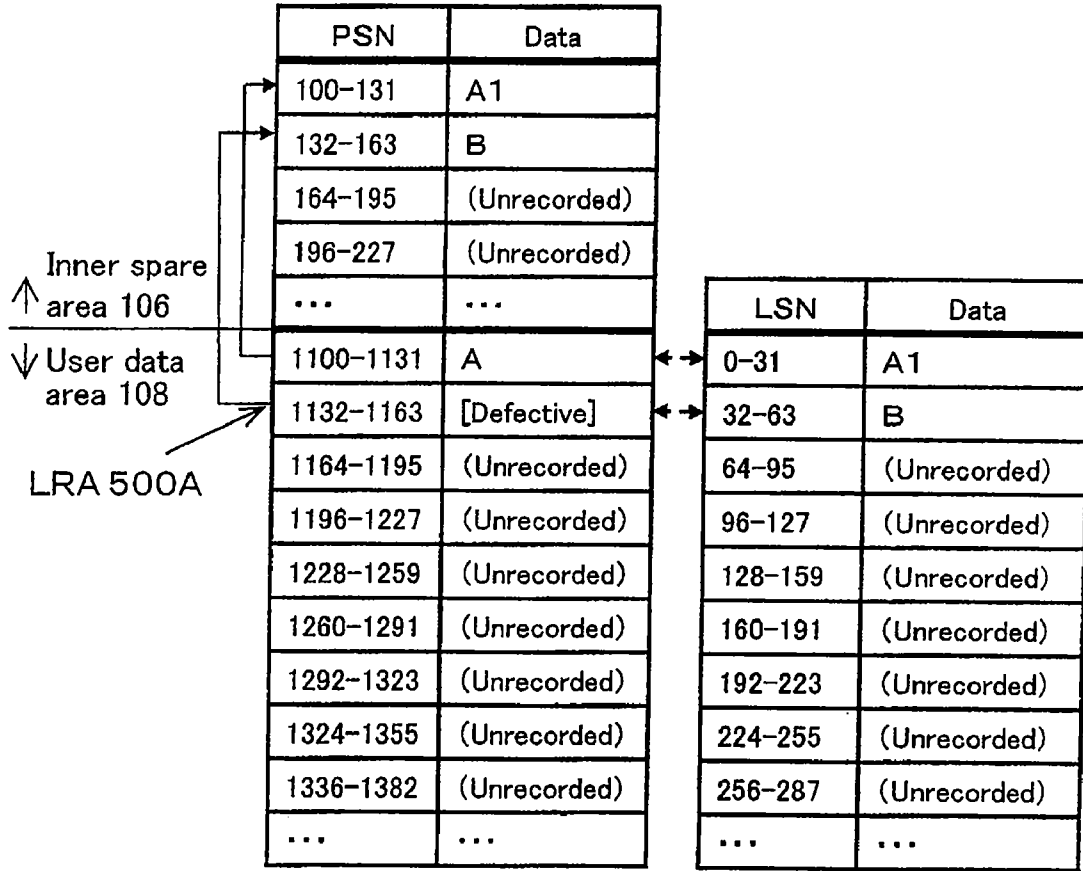 PSN Data
100-131 A1
132-163 B
164-195 (Unrecorded)
196-227 (Unrecorded)
... ...
1100-1131 A
1132-1163 [Defective]
1164-1195 (Unrecorded)
1196-1227 (Unrecorded)
1228-1259 (Unrecorded)
1260-1291 (Unrecorded)
1292-1323 (Unrecorded)
1324-1355 (Unrecorded)
1336-1382 (Unrecorded)
... ...
↑ Inner spare
area 106
↓ User data
area 108
LRA 500A
LSN Data
0-31 A1
32-63 B
64-95 (Unrecorded)
96-127 (Unrecorded)
128-159 (Unrecorded)
160-191 (Unrecorded)
192-223 (Unrecorded)
224-255 (Unrecorded)
256-287 (Unrecorded)
... ...